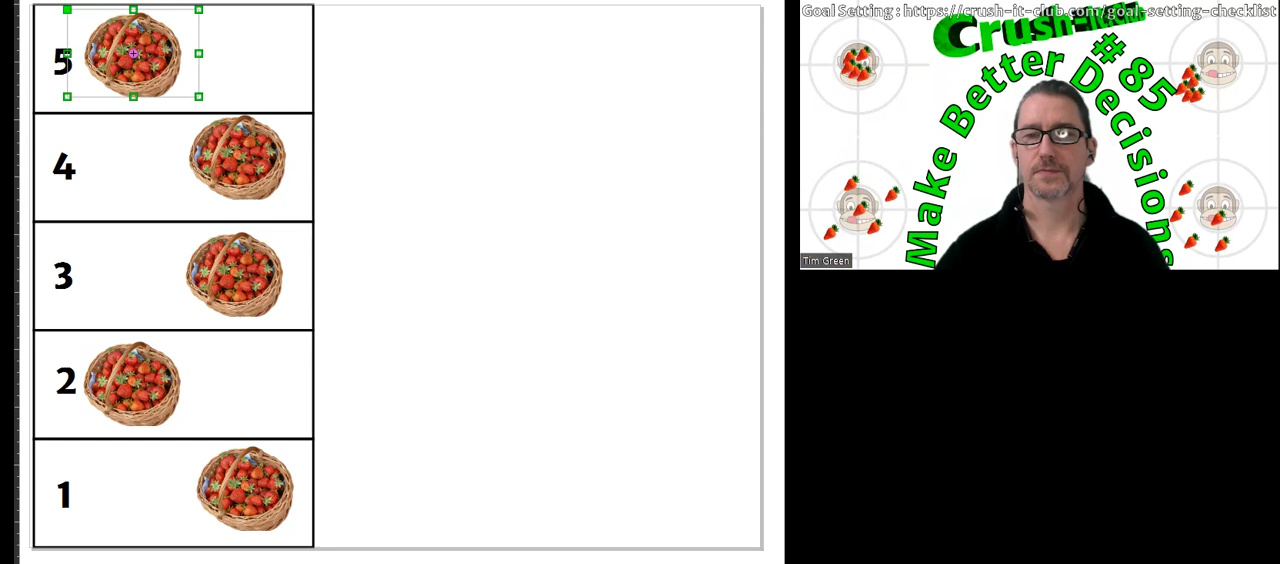 5
4
3
2
1
Goal Setting : https://crush-it-club.com/goal-setting-checklist
Crush-itc!
#85
Make Better Decisions
Tim Green